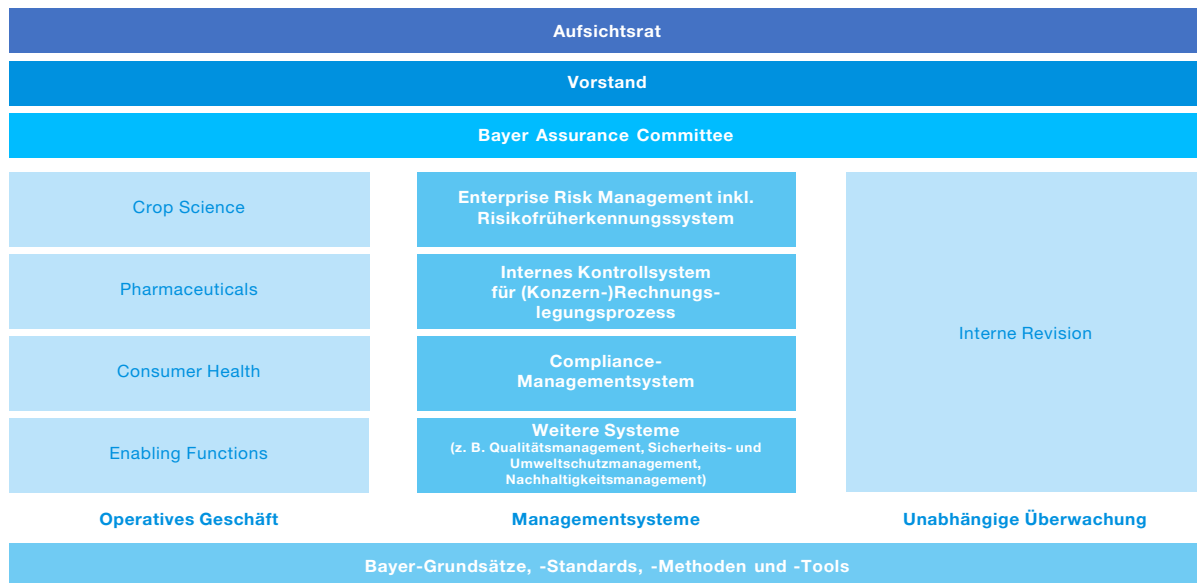 Aufsichtsrat
Vorstand
Bayer Assurance Committee
Crop Science
Pharmaceuticals
Consumer Health
Enabling Functions
Operatives Geschäft
Enterprise Risk Management inkl.
Risikofrüherkennungssystem
Internes Kontrollsystem
für (Konzern-)Rechnungs-
legungsprozess
Compliance-
Managementsystem
Weitere Systeme
(z. B. Qualitätsmanagement, Sicherheits- und
Umweltschutzmanagement,
Nachhaltigkeitsmanagement)
Managementsysteme
Interne Revision
Unabhängige Überwachung
Bayer-Grundsätze, -Standards, -Methoden und -Tools